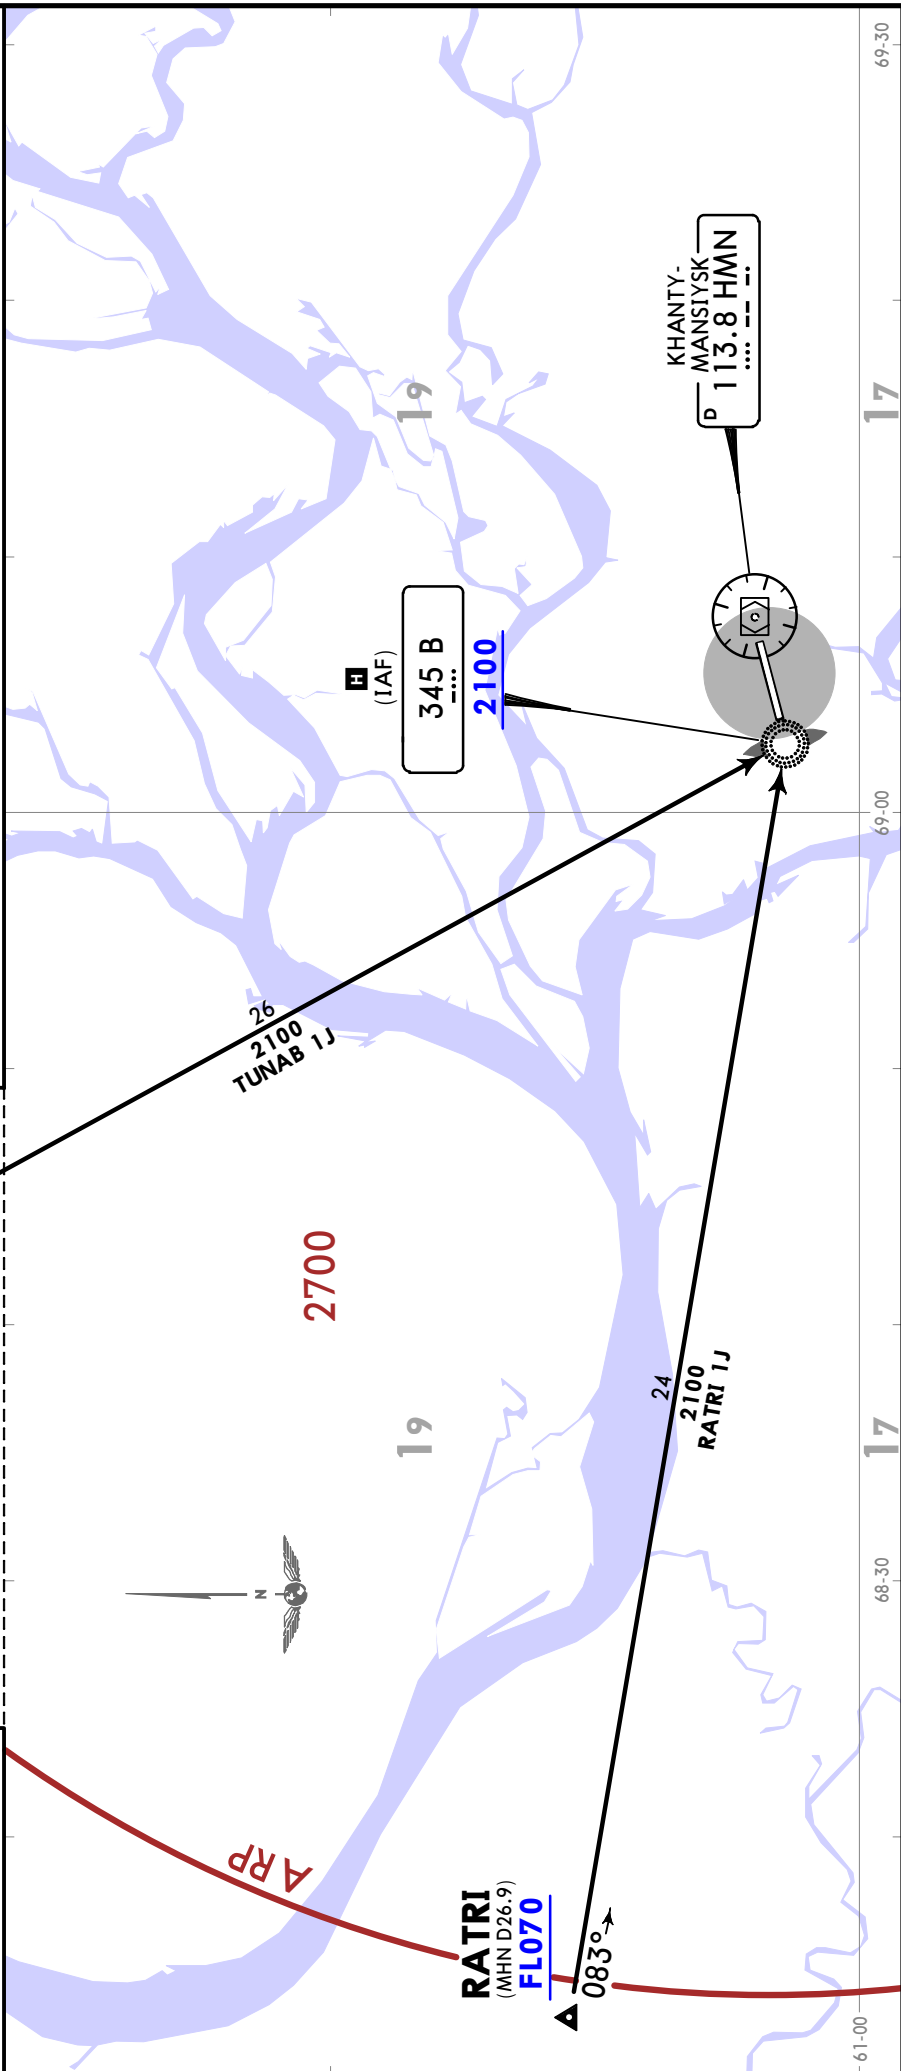 69-30
KHANTY-
MANSIYSK
D
113.8 HMN
19
17
H
(IAF)
345 B
2100
69-00
26
2100
TUNAB 1J
2700
24
2100
RATRI 1J
19
17
N
68-30
ARP
RATRI
(MHN D26.9)
FL070
083°
61-00